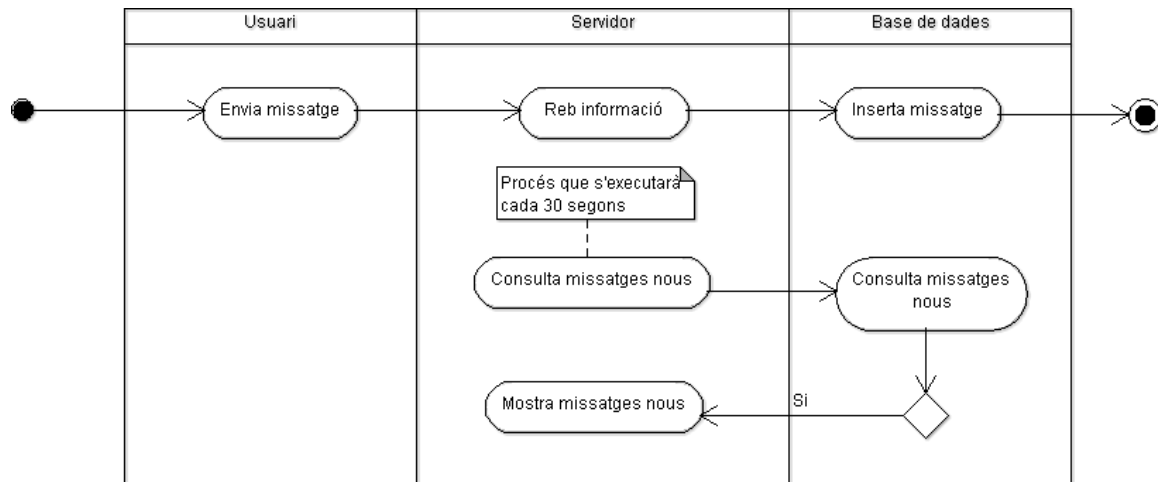 Usuari
Servidor
Base de dades
Envia missatge
Reb informació
Inserta missatge
Procés que s'executarà
cada 30 segons
Consulta missatges nous
Consulta missatges
nous
Mostra missatges nous
Si